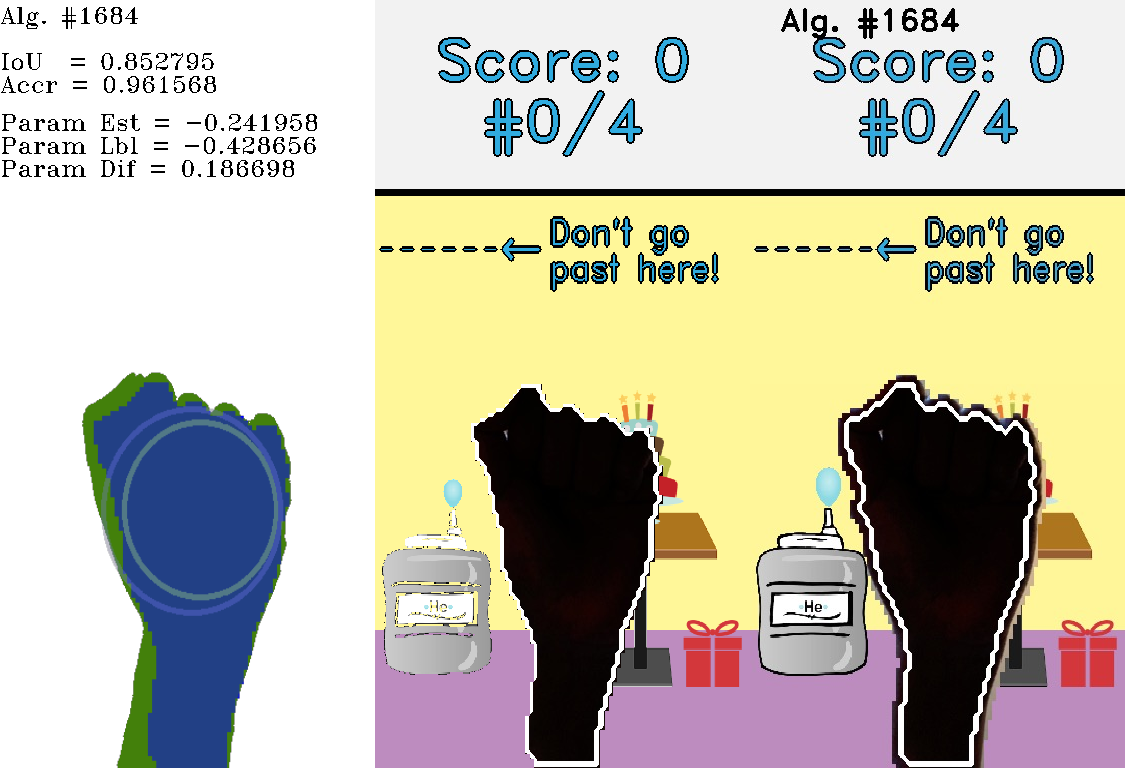 Alg. #1684
IoU = 0.852795
Accr = 0.961568
Param Est = -0.241958
Param Lbl = -0.428656
Param Dif = 0.186698
Score: 0
#0/4
Don't go
past here!
He
Alg. #1684
Score: 0
#0/4
Don't go
past here!
He